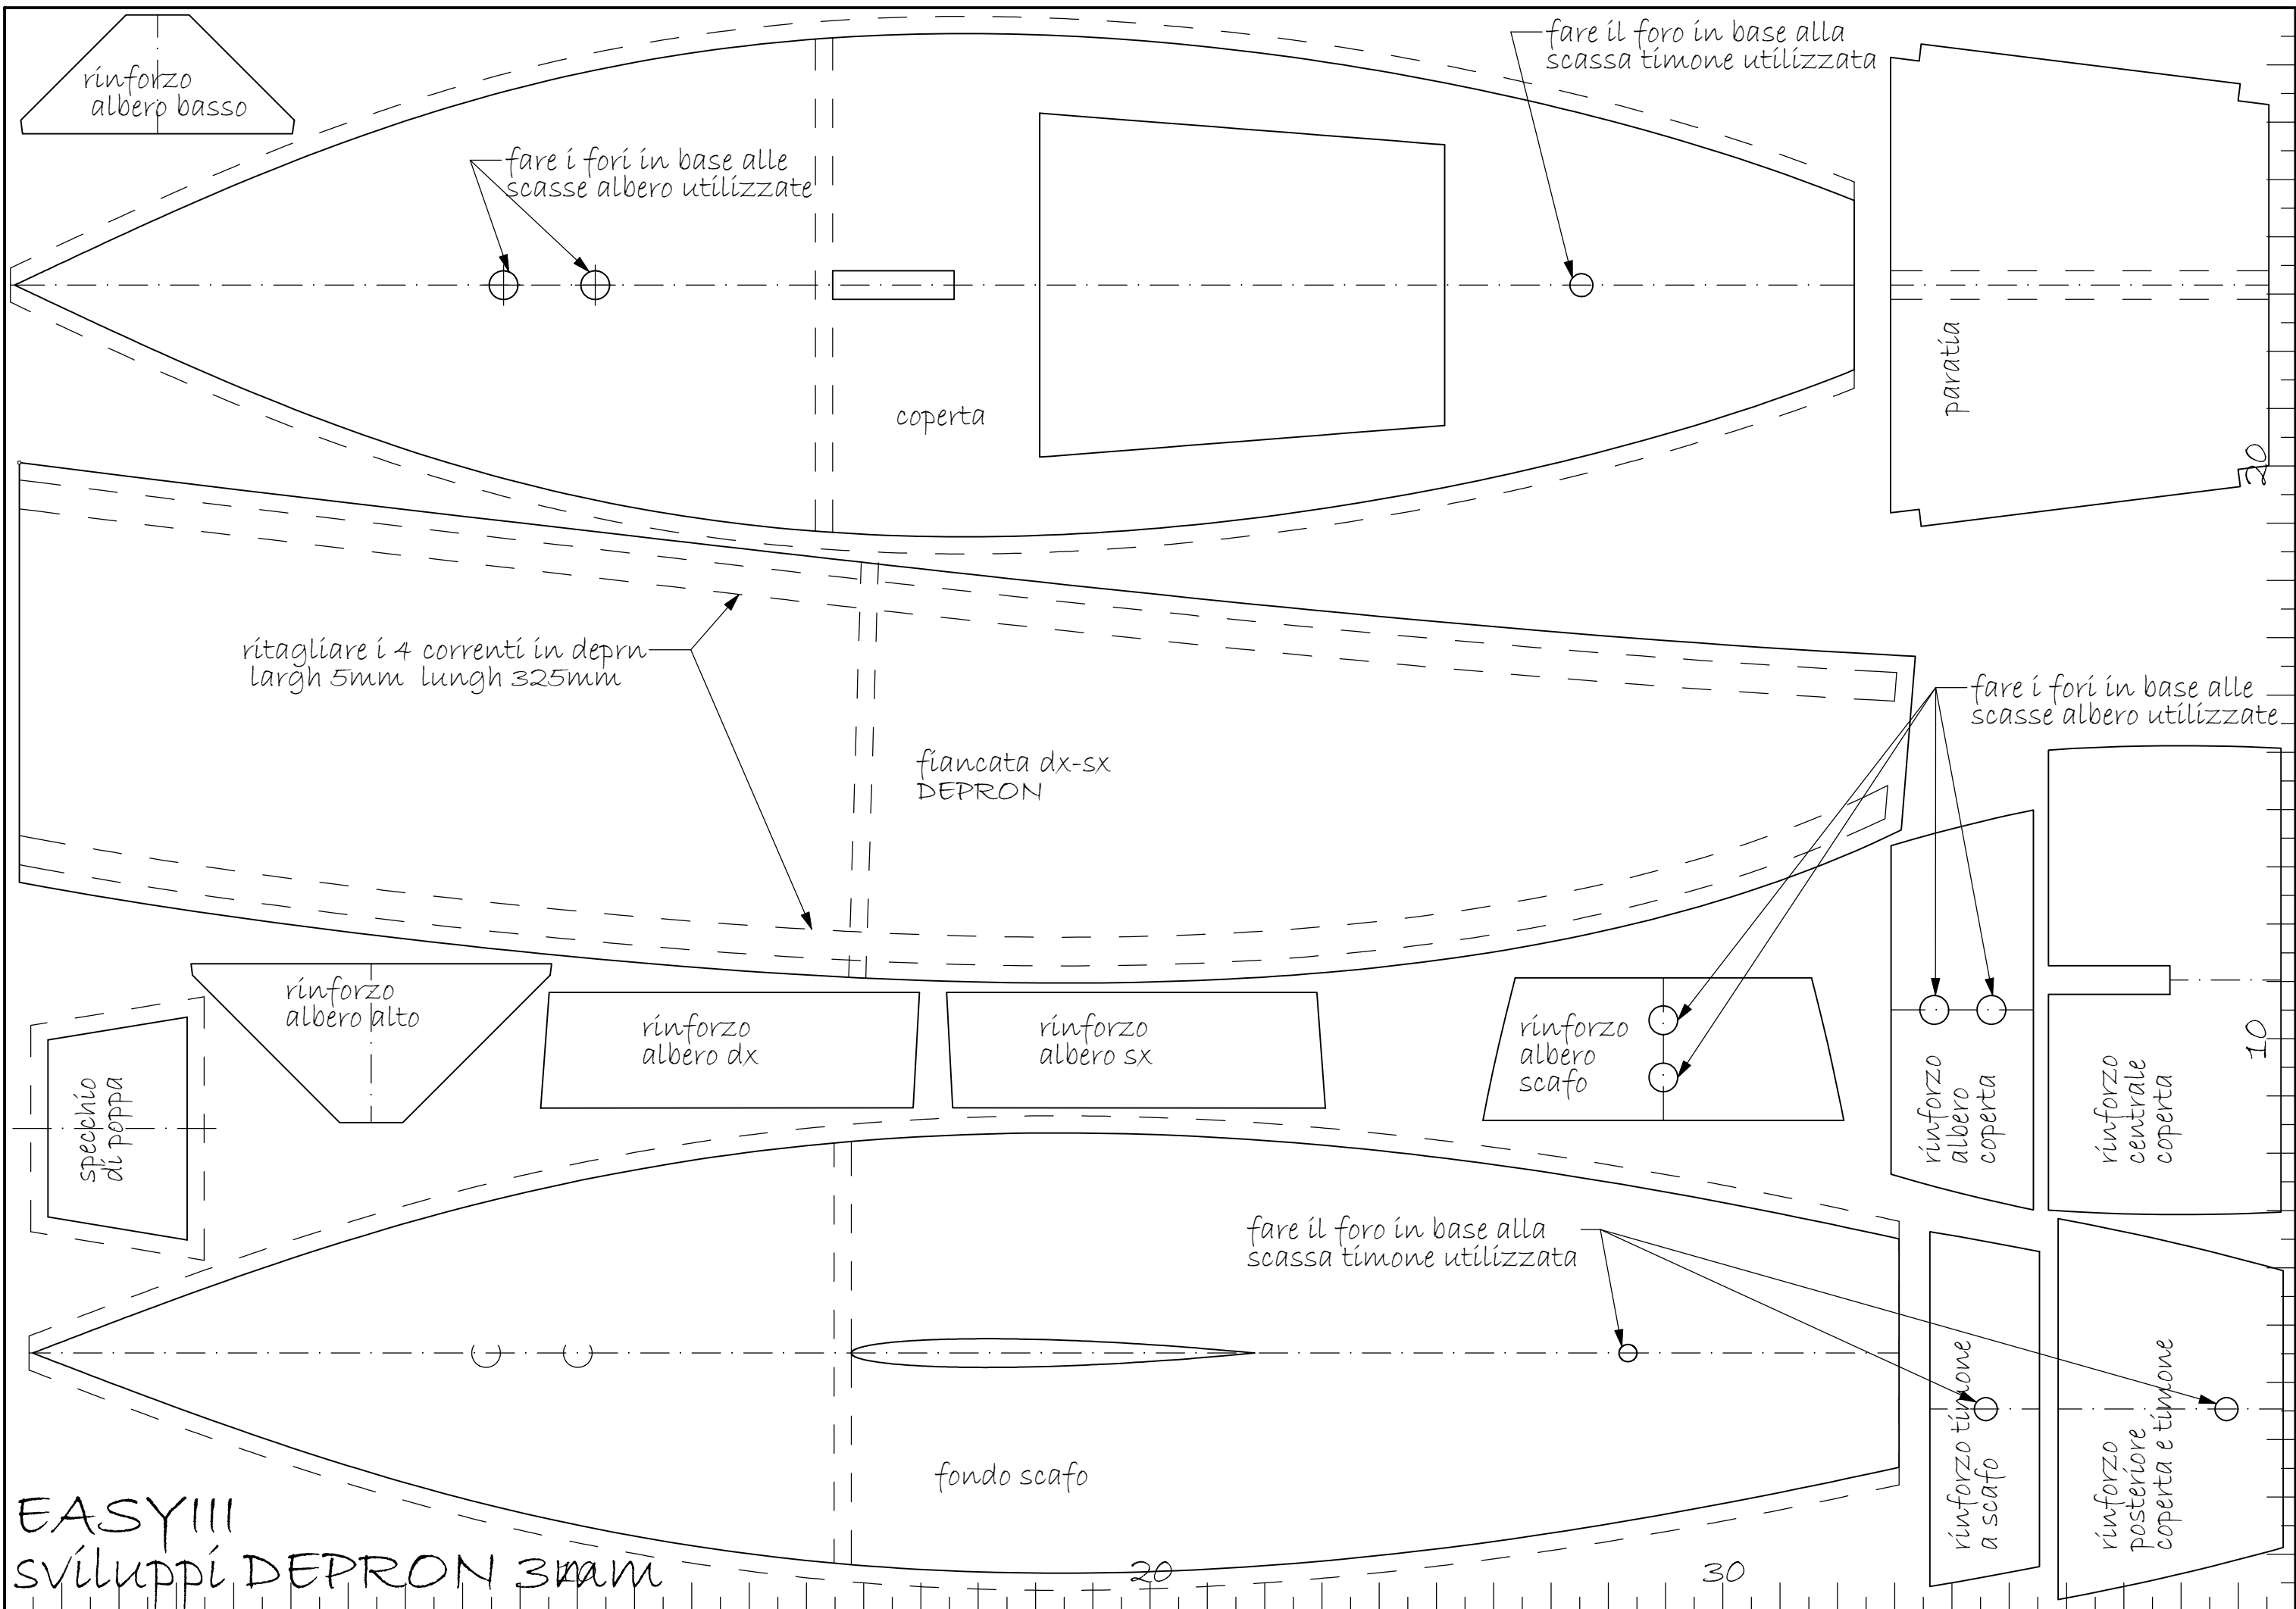 rinforzo
albero basso
fare il foro in base alla
scassa timone utilizzata
fare i fori in base alle
scasse albero utilizzate
coperta
paratia
20
ritagliare i 4 correnti in deprn
largh 5mm lungh 325mm
fiancata dx-sx
DEPRON
fare i fori in base alle
scasse albero utilizzate
rinforzo
albero alto
rinforzo
albero dx
rinforzo
albero sx
rinforzo
albero
scafo
rinforzo
albero
coperta
rinforzo
centrale
coperta
10
specchio
di poppa
fare il foro in base alla
scassa timone utilizzata
rinforzo timone
a scafo
rinforzo
posteriore
coperta e timone
fondo scafo
EASYIII
sviluppi DEPRON 3mm
20
30